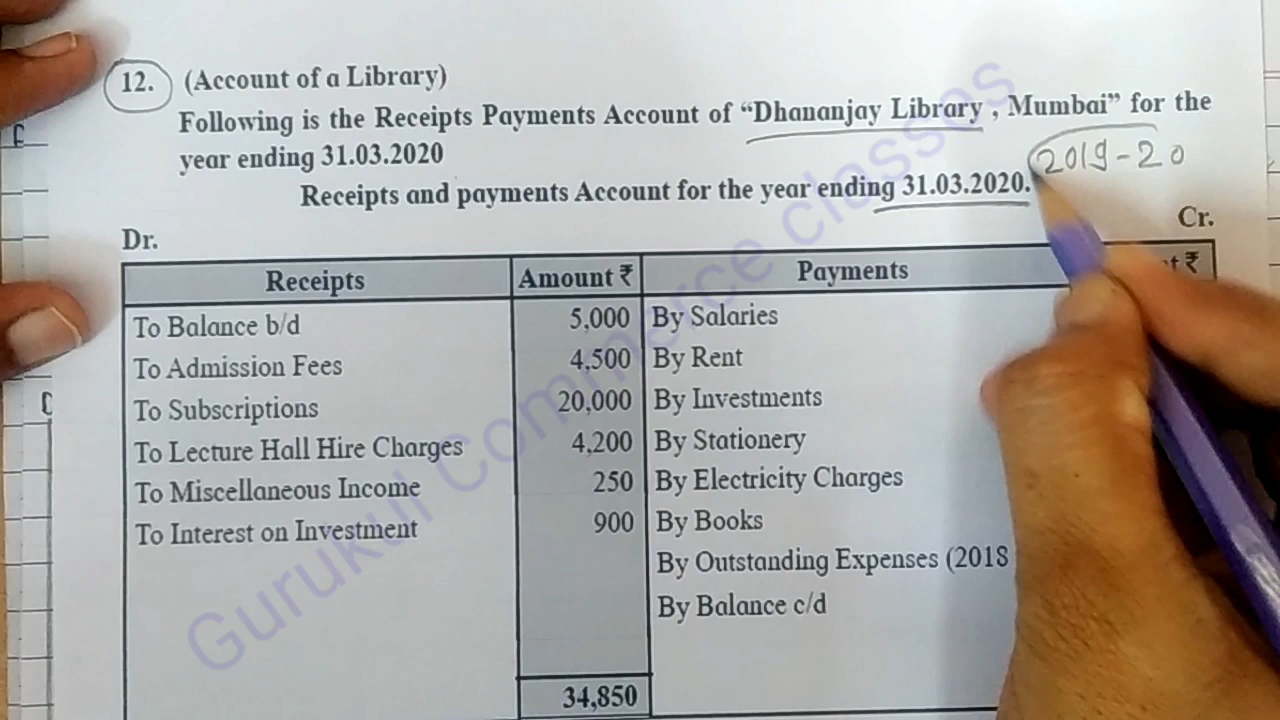 12. (Account of a Library)
Following is the Receipts Payments Account of “Dhananjay Library , Mumbai” for the
year ending 31.03.2020
2019-20
Receipts and payments Account for the year ending 31.03.2020.
Dr. Cr.
Receipts Amount ₹ Payments t ₹
To Balance b/d 5,000 By Salaries
To Admission Fees 4,500 By Rent
To Subscriptions 20,000 By Investments
To Lecture Hall Hire Charges 4,200 By Stationery
To Miscellaneous Income 250 By Electricity Charges
To Interest on Investment 900 By Books
By Outstanding Expenses (2018
By Balance c/d
34,850
Gurukul Commerce classes